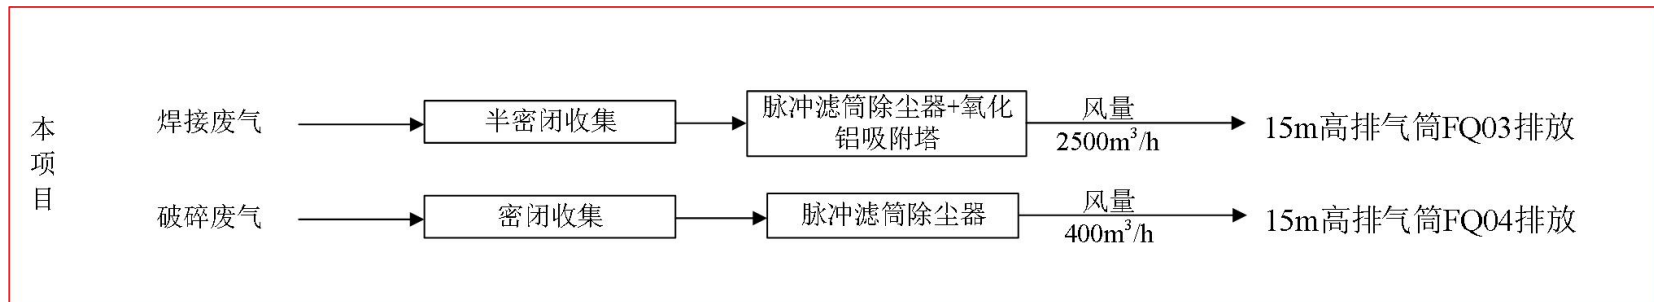 本项目
焊接废气
半密闭收集
脉冲滤筒除尘器+氧化
铝吸附塔
风量
2500m³/h
15m高排气筒FQ03排放
破碎废气
密闭收集
脉冲滤筒除尘器
风量
400m³/h
15m高排气筒FQ04排放